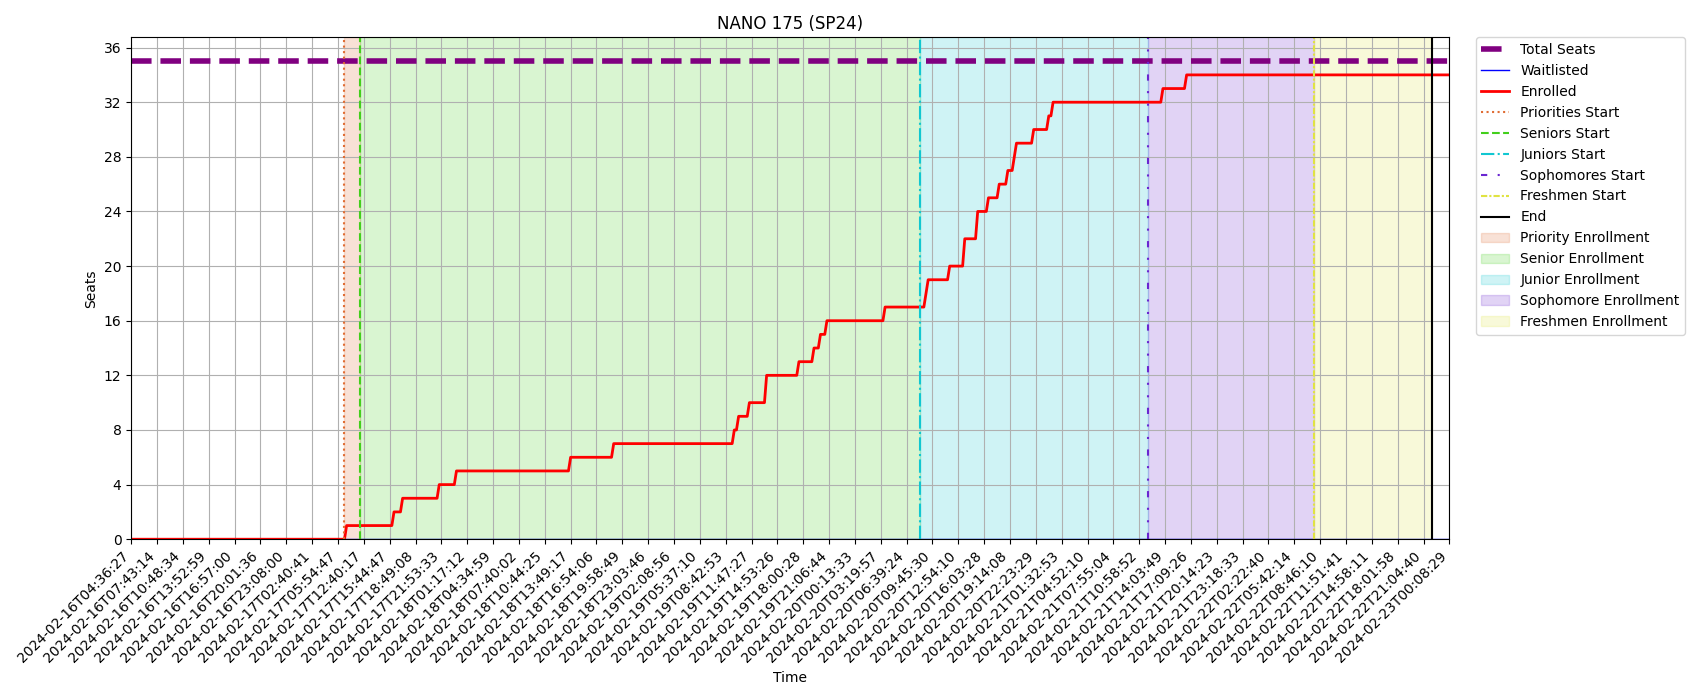 NANO 175 (SP24)
Seats
36
32
28
24
20
16
12
8
4
0
2024-02-16T04:36:27
2024-02-16T07:43:14
2024-02-16T10:48:34
2024-02-16T13:52:59
2024-02-16T16:57:00
2024-02-16T20:01:36
2024-02-16T23:08:00
2024-02-17T02:40:41
2024-02-17T05:54:47
2024-02-17T12:40:17
2024-02-17T15:44:47
2024-02-17T18:49:08
2024-02-17T21:53:33
2024-02-18T01:17:12
2024-02-18T04:34:59
2024-02-18T07:40:02
2024-02-18T10:44:25
2024-02-18T13:49:17
2024-02-18T16:54:06
2024-02-18T19:58:49
2024-02-18T23:03:46
2024-02-19T02:08:56
2024-02-19T05:37:10
2024-02-19T08:42:53
2024-02-19T11:47:27
2024-02-19T14:53:26
2024-02-19T18:00:28
2024-02-19T21:06:44
2024-02-20T00:13:33
2024-02-20T03:19:57
2024-02-20T06:39:24
2024-02-20T09:45:30
2024-02-20T12:54:10
2024-02-20T16:03:28
2024-02-20T19:14:08
2024-02-20T22:23:29
2024-02-21T01:32:53
2024-02-21T04:52:10
2024-02-21T07:55:04
2024-02-21T10:58:52
2024-02-21T14:03:49
2024-02-21T17:09:26
2024-02-21T20:14:23
2024-02-21T23:18:33
2024-02-22T02:22:40
2024-02-22T05:42:14
2024-02-22T08:46:10
2024-02-22T11:51:41
2024-02-22T14:58:11
2024-02-22T18:01:58
2024-02-22T21:04:40
2024-02-23T00:08:29
Time
Total Seats
Waitlisted
Enrolled
Priorities Start
Seniors Start
Juniors Start
Sophomores Start
Freshmen Start
End
Priority Enrollment
Senior Enrollment
Junior Enrollment
Sophomore Enrollment
Freshmen Enrollment